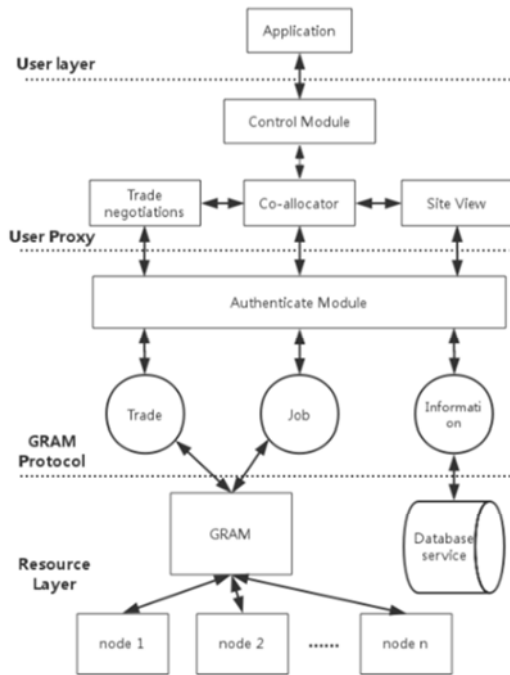 Application
User layer
Control Module
Trade
negotiations
Co-allocator
Site View
User Proxy
Authenticate Module
Trade
Job
Informati
on
GRAM
Protocol
GRAM
Database
service
Resource
Layer
node 1
node 2
......
node n